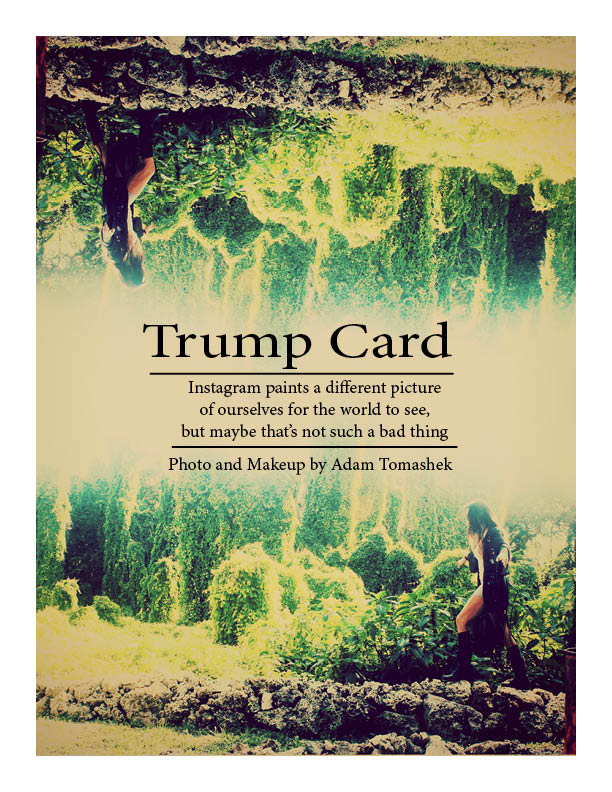 Trump Card
Instagram paints a different picture
of ourselves for the world to see,
but maybe that's not such a bad thing
Photo and Makeup by Adam Tomashek